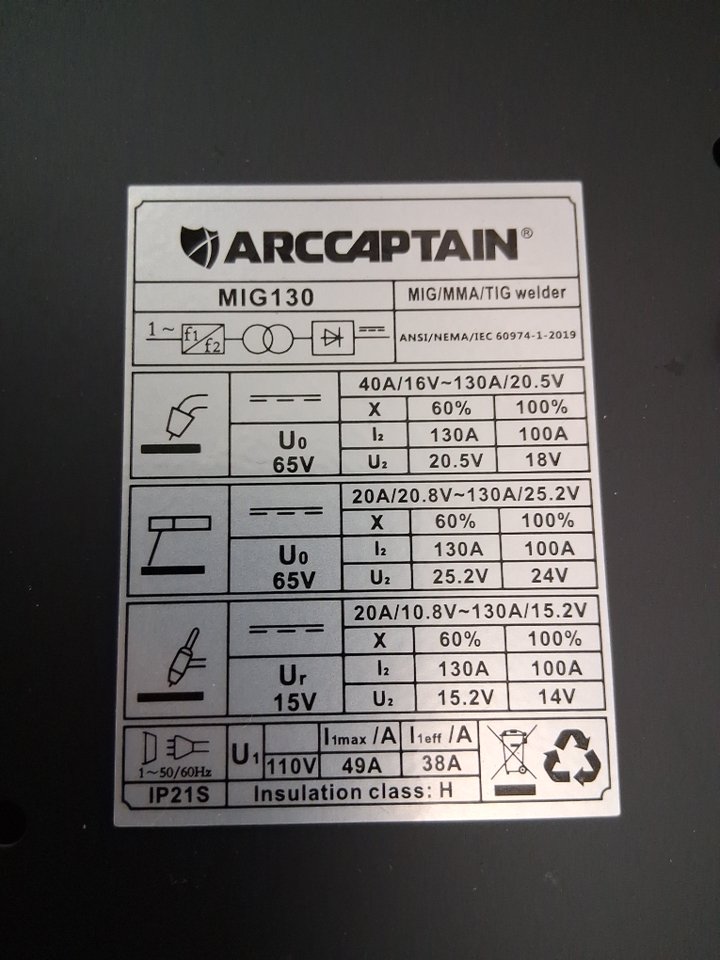 ARCCAPTAIN®
MIG130 MIG/MMA/TIG welder
1~ f1/f2 ANSI/NEMA/IEC 60974-1-2019
40A/16V~130A/20.5V
X 60% 100%
U0 65V I2 130A 100A
U2 20.5V 18V
20A/20.8V~130A/25.2V
X 60% 100%
U0 65V I2 130A 100A
U2 25.2V 24V
20A/10.8V~130A/15.2V
X 60% 100%
Ur 15V I2 130A 100A
U2 15.2V 14V
1~50/60Hz U1 110V I1max /A 49A I1eff /A 38A
IP21S Insulation class: H